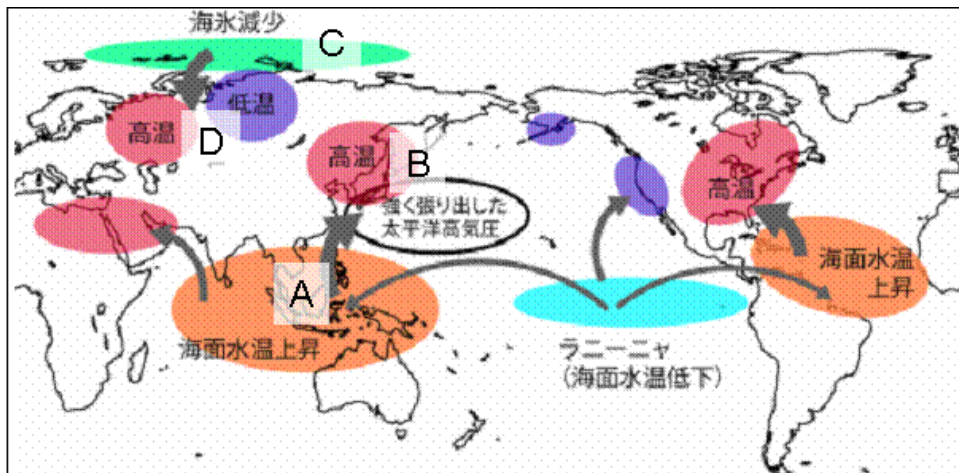 海氷減少
C
低温
高温
D
高温
B
高温
強く張り出した
太平洋高気圧
A
海面水温
上昇
海面水温上昇
ラニーニャ
(海面水温低下)